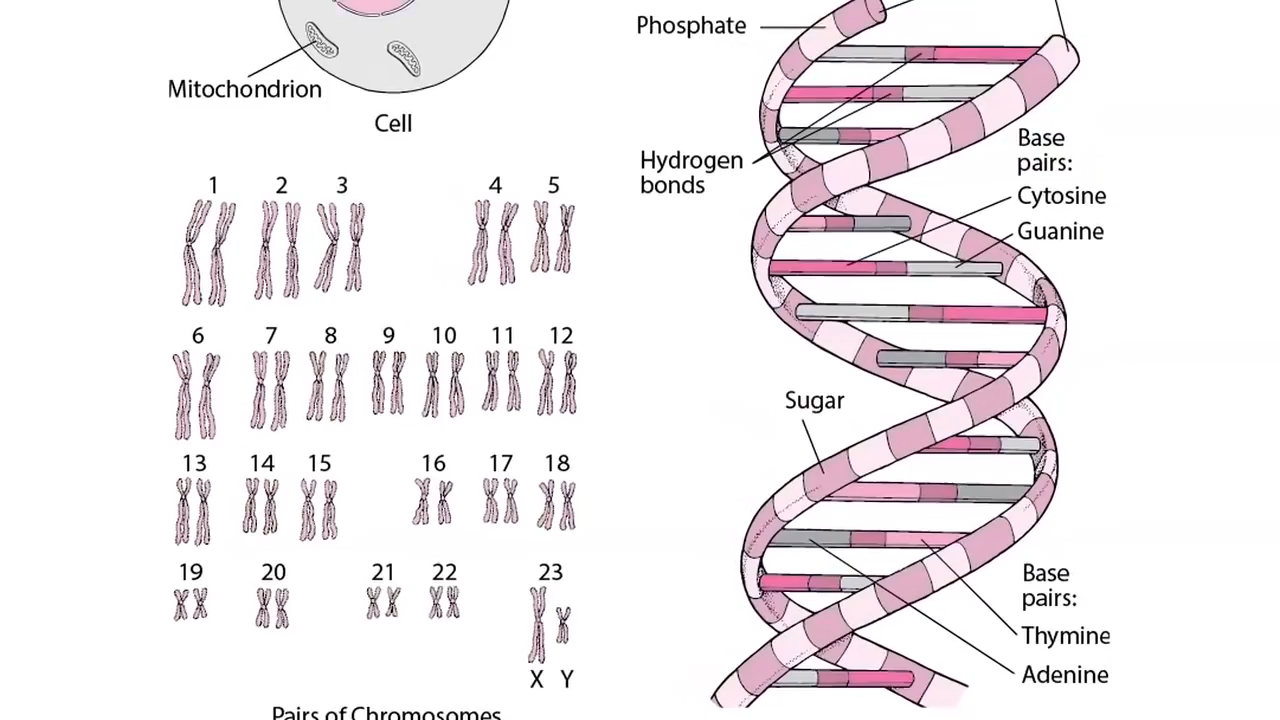 Mitochondrion
Cell
1 2 3 4 5
6 7 8 9 10 11 12
13 14 15 16 17 18
19 20 21 22 23
X Y
Pairs of Chromosomes
Phosphate
Hydrogen
bonds
Base
pairs:
Cytosine
Guanine
Sugar
Base
pairs:
Thymine
Adenine